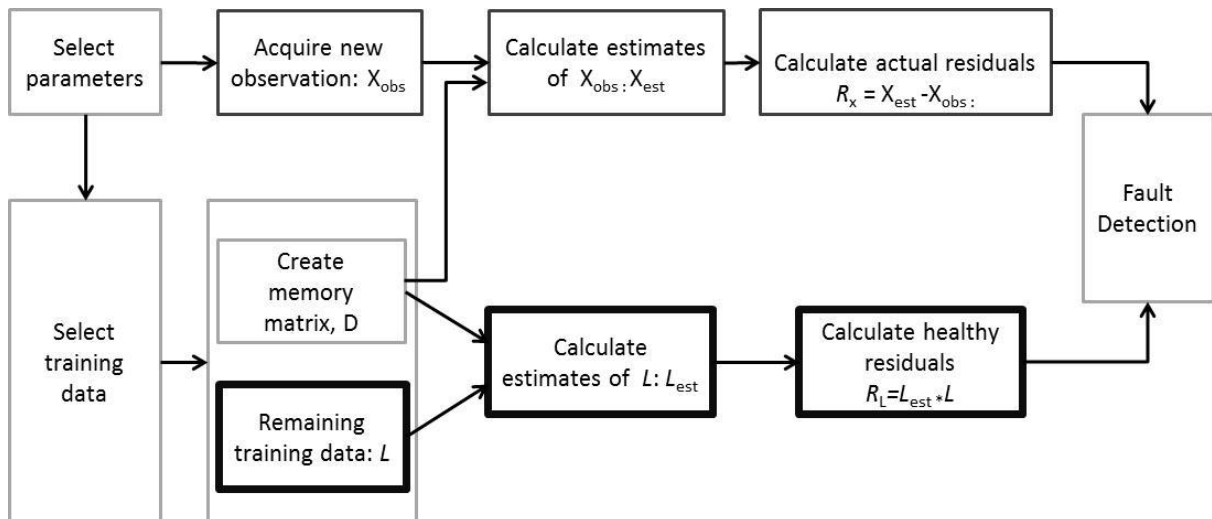 Select
parameters
Acquire new
observation: Xobs
Calculate estimates
of Xobs : Xest
Calculate actual residuals
Rx = Xest -Xobs :
Fault
Detection
Select
training
data
Create
memory
matrix, D
Remaining
training data: L
Calculate
estimates of L: Lest
Calculate healthy
residuals
RL=Lest *L